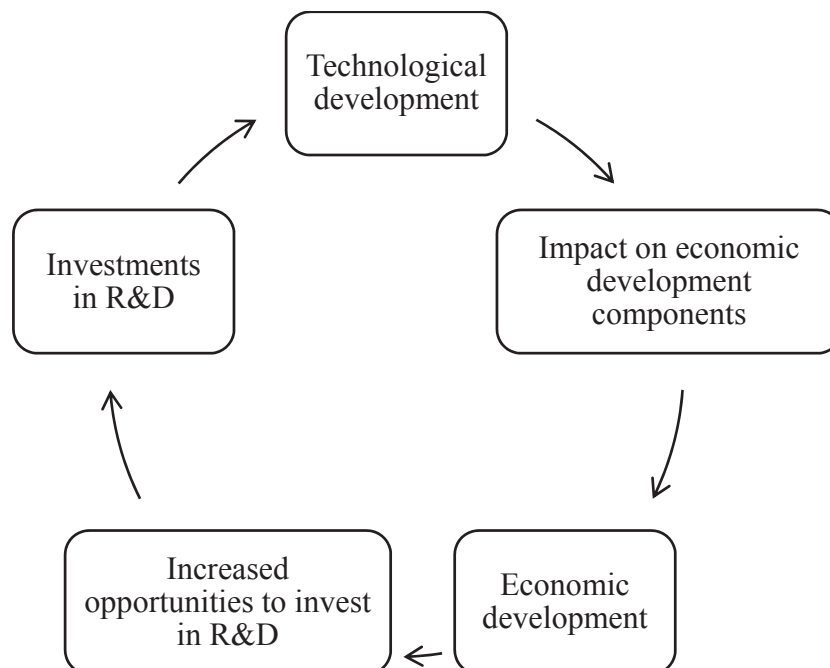 Technological
development
Impact on economic
development
components
Economic
development
Increased
opportunities to invest
in R&D
Investments
in R&D